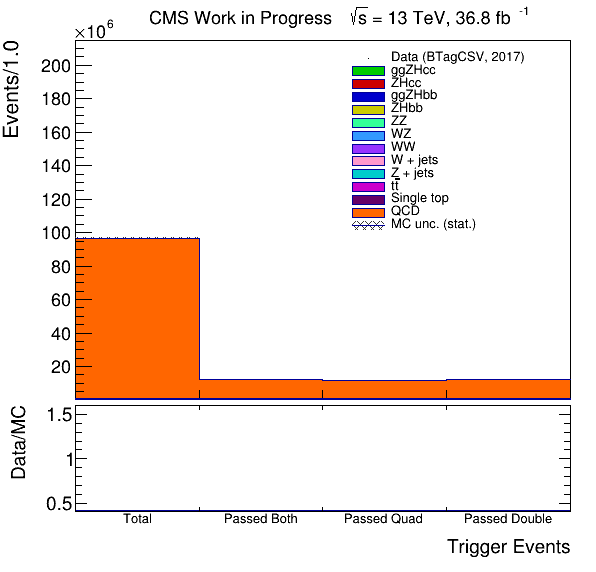 CMS Work in Progress √s = 13 TeV, 36.8 fb⁻¹
×10⁶
Events/1.0
200
180
160
140
120
100
80
60
40
20
Data (BTagCSV, 2017)
ggZHcc
ZHcc
ggZHbb
ZHbb
ZZ
WZ
WW
W + jets
Z + jets
tt̅
Single top
QCD
MC unc. (stat.)
Data/MC
1.5
1
0.5
Total Passed Both Passed Quad Passed Double
Trigger Events